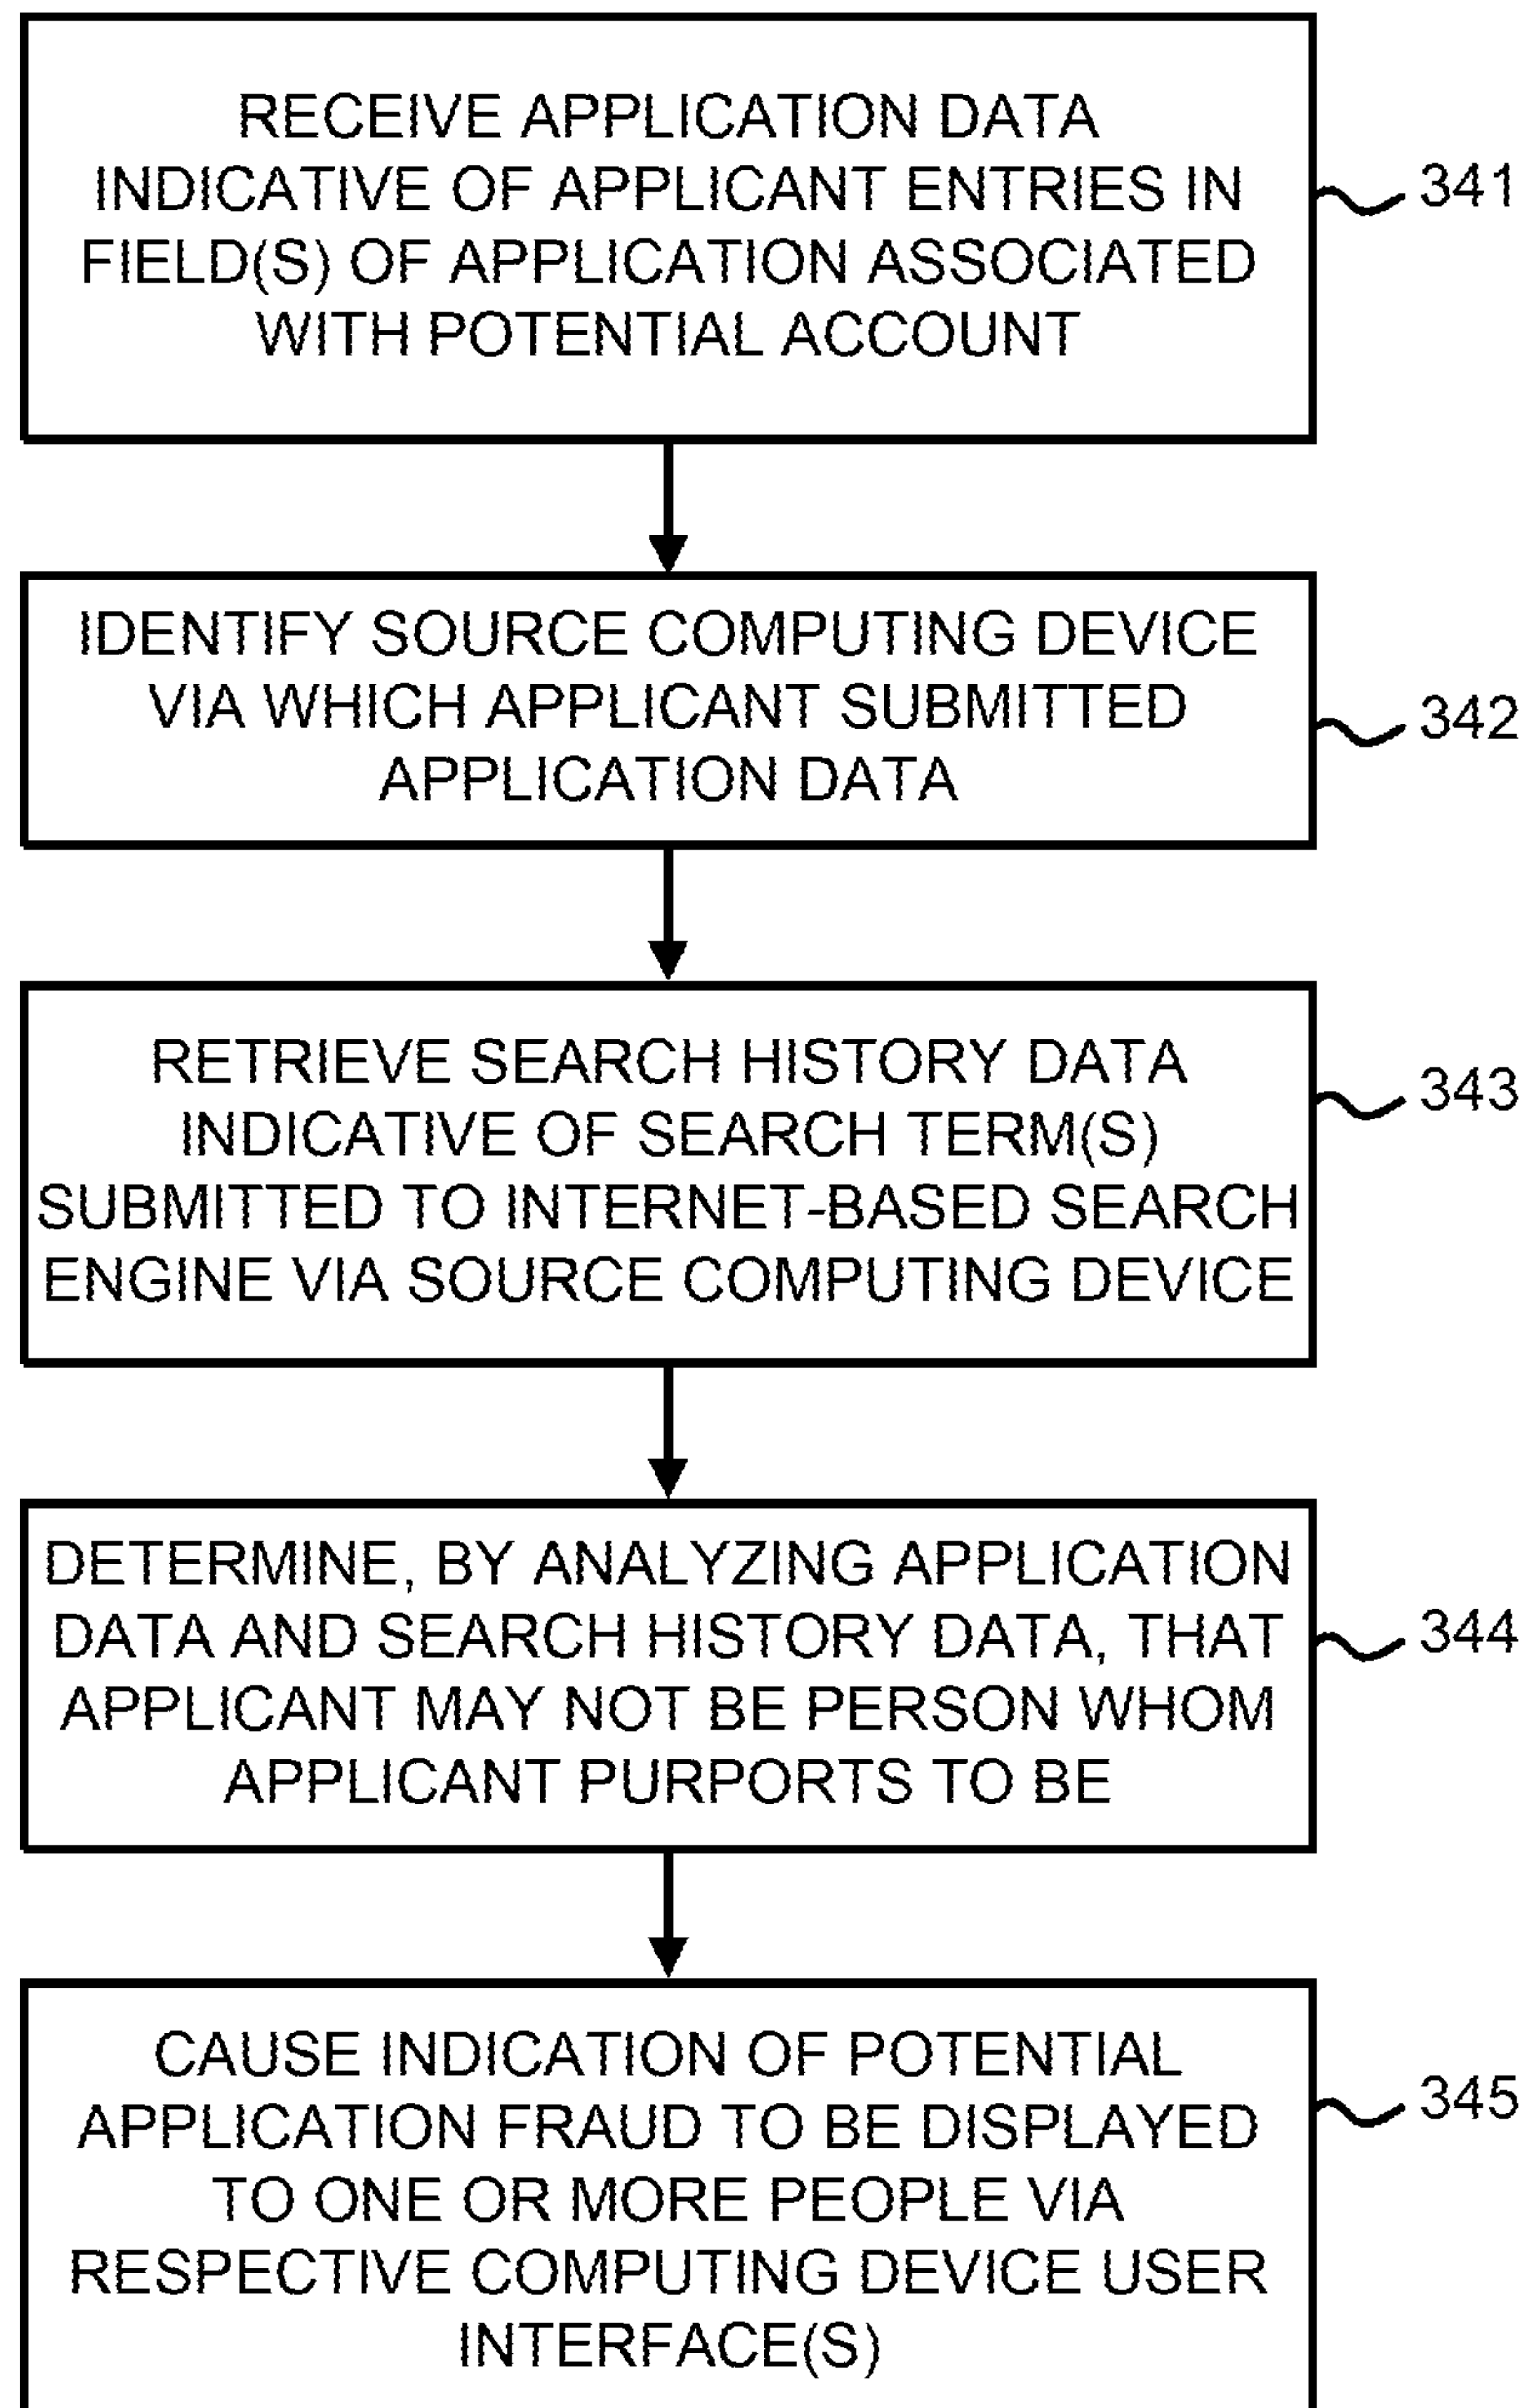 RECEIVE APPLICATION DATA
INDICATIVE OF APPLICANT ENTRIES IN
FIELD(S) OF APPLICATION ASSOCIATED
WITH POTENTIAL ACCOUNT
341
IDENTIFY SOURCE COMPUTING DEVICE
VIA WHICH APPLICANT SUBMITTED
APPLICATION DATA
342
RETRIEVE SEARCH HISTORY DATA
INDICATIVE OF SEARCH TERM(S)
SUBMITTED TO INTERNET-BASED SEARCH
ENGINE VIA SOURCE COMPUTING DEVICE
343
DETERMINE, BY ANALYZING APPLICATION
DATA AND SEARCH HISTORY DATA, THAT
APPLICANT MAY NOT BE PERSON WHOM
APPLICANT PURPORTS TO BE
344
CAUSE INDICATION OF POTENTIAL
APPLICATION FRAUD TO BE DISPLAYED
TO ONE OR MORE PEOPLE VIA
RESPECTIVE COMPUTING DEVICE USER
INTERFACE(S)
345